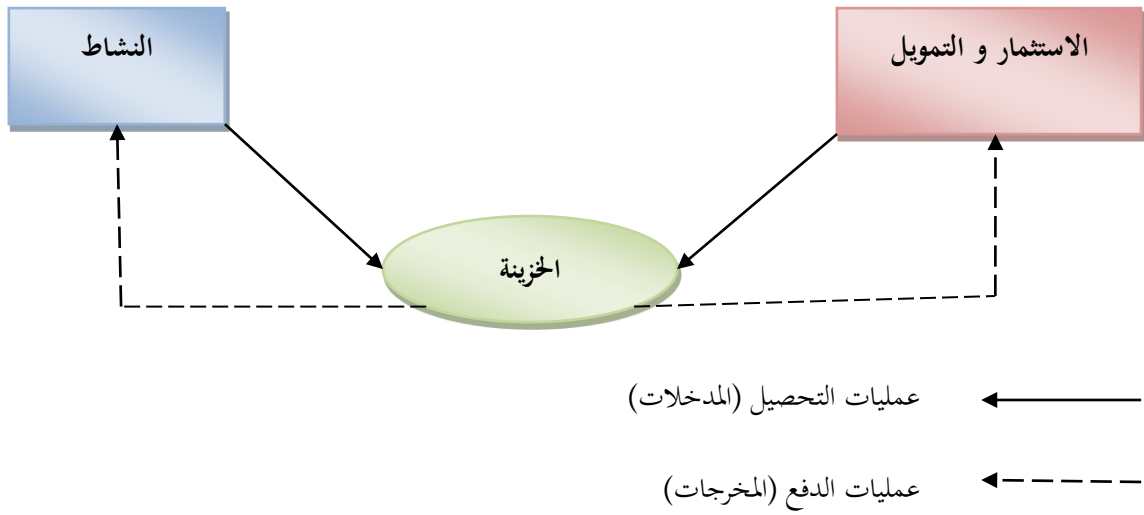 الاستثمار و التمويل
النشاط
الخزينة
عمليات التحصيل (المدخلات)
عمليات الدفع (المخرجات)